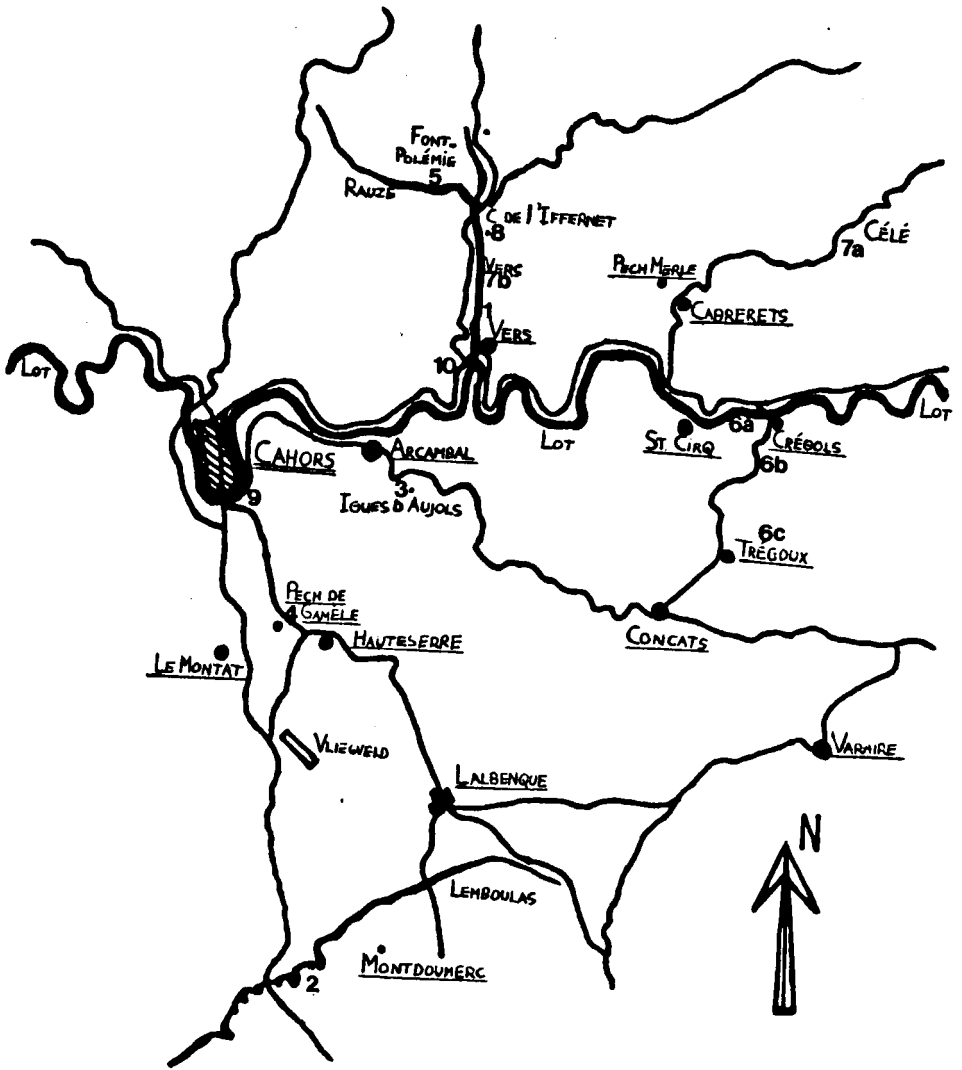 FONT-
POLÉMIE
5
RAUZE
C DE L'IFFERNET
8
CÉLÉ
7a
PECH MERLE
VERS
7b
CABRERETS
1
VERS
10
LOT
LOT
LOT
6a
ST. CIRQ
CRÉGOLS
6b
CAHORS
ARCAMBAL
9
3
IGUES D'AUJOLS
6c
TRÉGOUX
PECH DE
4 GAMÈLE
HAUTESERRE
CONCATS
LE MONTAT
VLIEGVELD
VARAIRE
LALBENQUE
N
LEMBOULAS
MONTDOUMERC
2